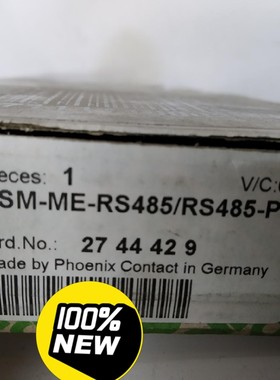 eces: 1 V/C:
SM-ME-RS485/RS485-P
rd.No.: 27 44 42 9
ade by Phoenix Contact in Germany
100%
NEW